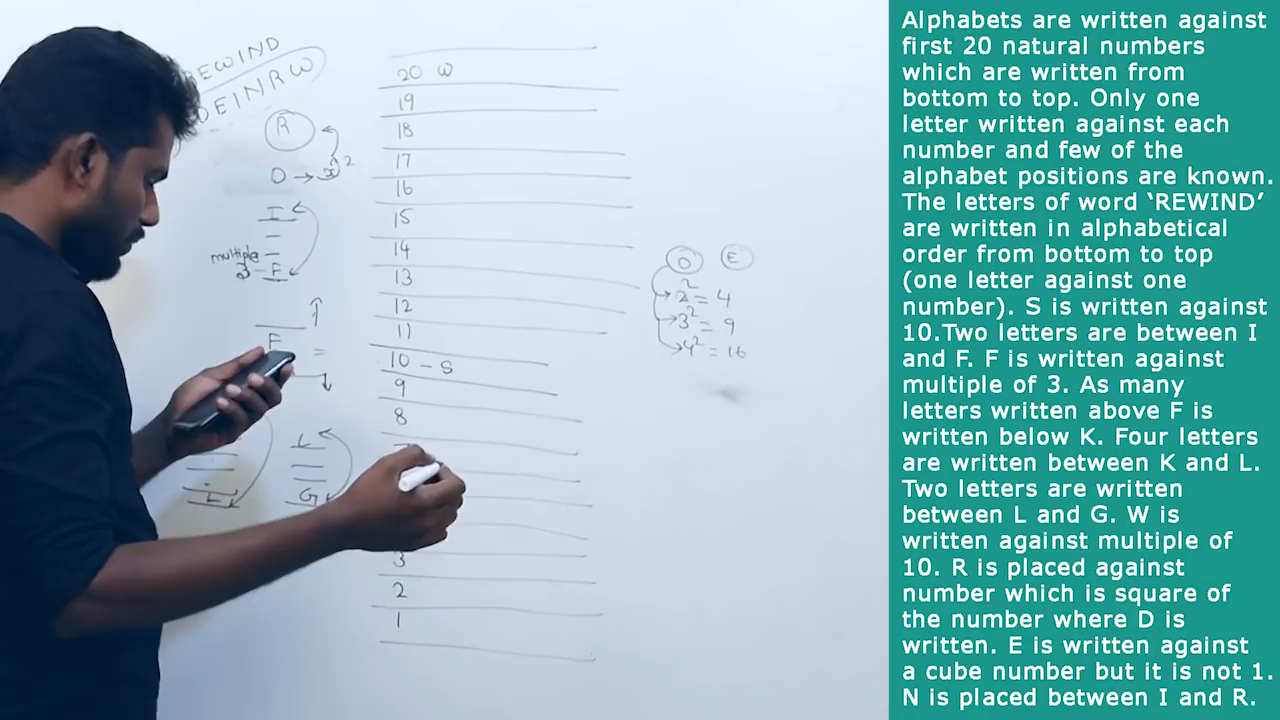 REWIND
DEINRW
R
D → x²
I
multiple
3 F
F
L
L
G
20 W
19
18
17
16
15
14
13
12
11
10 - S
9
8
3
2
1
D E
2² = 4
3² = 9
4² = 16
Alphabets are written against
first 20 natural numbers
which are written from
bottom to top. Only one
letter written against each
number and few of the
alphabet positions are known.
The letters of word ‘REWIND’
are written in alphabetical
order from bottom to top
(one letter against one
number). S is written against
10.Two letters are between I
and F. F is written against
multiple of 3. As many
letters written above F is
written below K. Four letters
are written between K and L.
Two letters are written
between L and G. W is
written against multiple of
10. R is placed against
number which is square of
the number where D is
written. E is written against
a cube number but it is not 1.
N is placed between I and R.